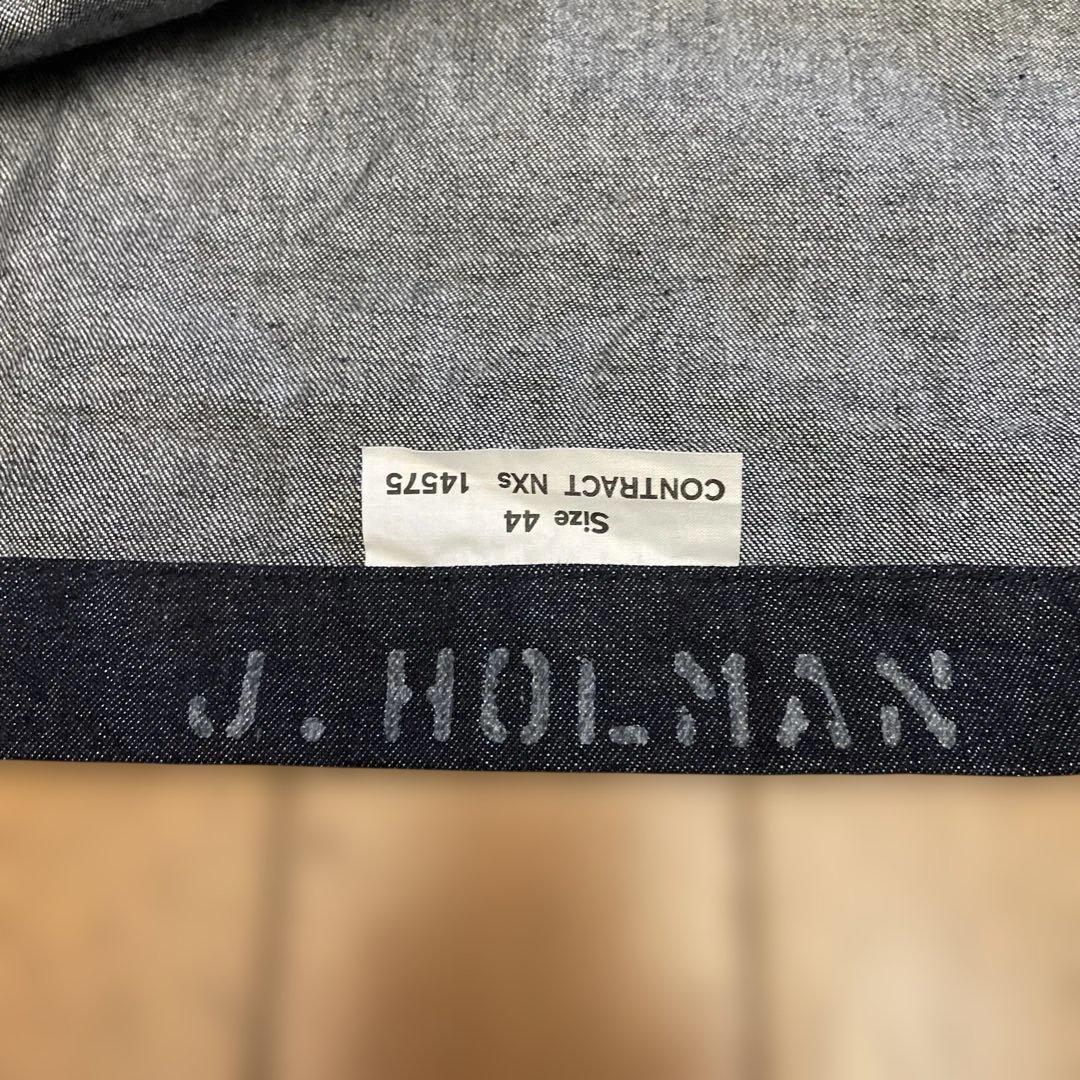 Size 44
CONTRACT NXs 14575
J. HOLMAN